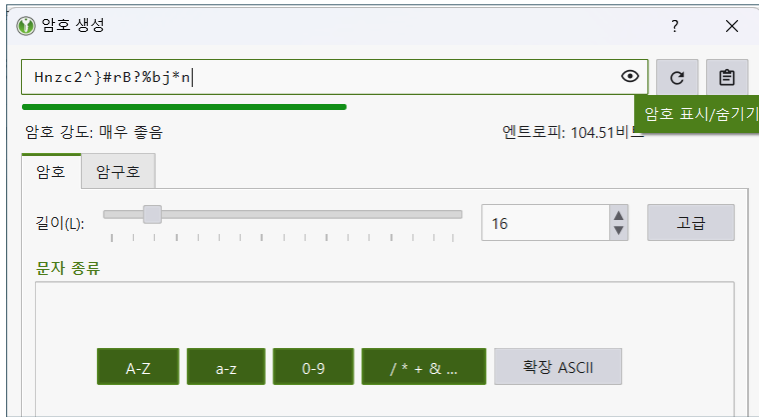 암호 생성
?
Hnzc2^}#rB?%bj*n
암호 표시/숨기기
암호 강도: 매우 좋음
엔트로피: 104.51비트
암호
암구호
길이(L):
16
고급
문자 종류
A-Z
a-z
0-9
/ * + & ...
확장 ASCII